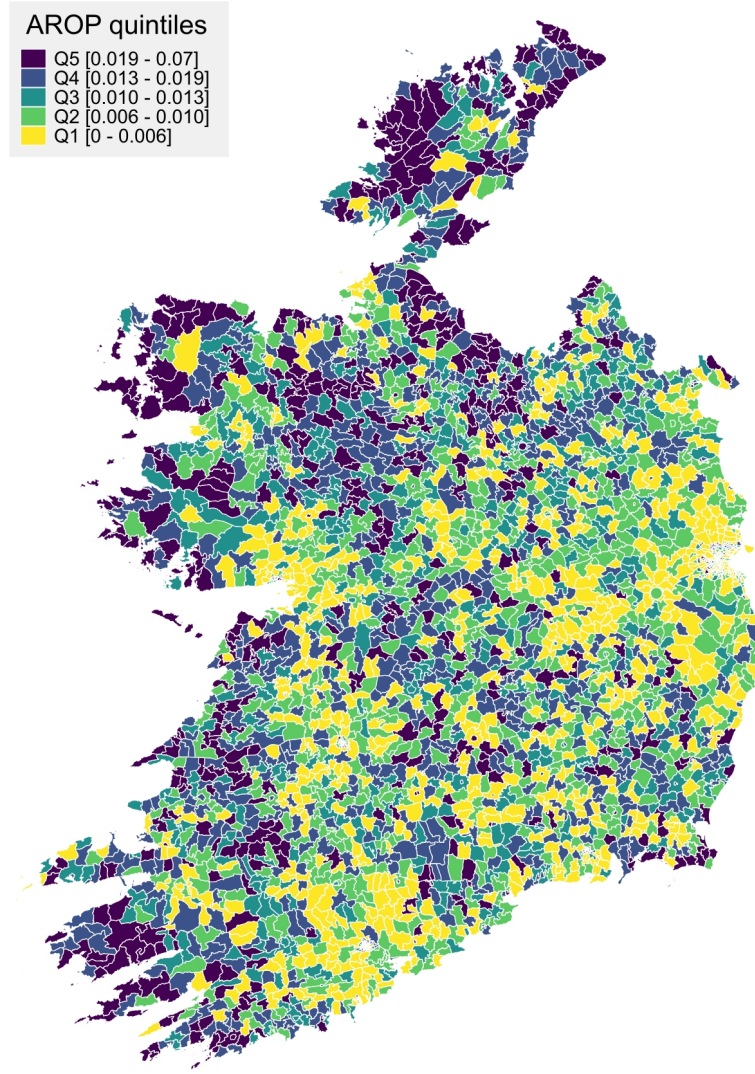 AROP quintiles
Q5 [0.019 - 0.07]
Q4 [0.013 - 0.019]
Q3 [0.010 - 0.013]
Q2 [0.006 - 0.010]
Q1 [0 - 0.006]